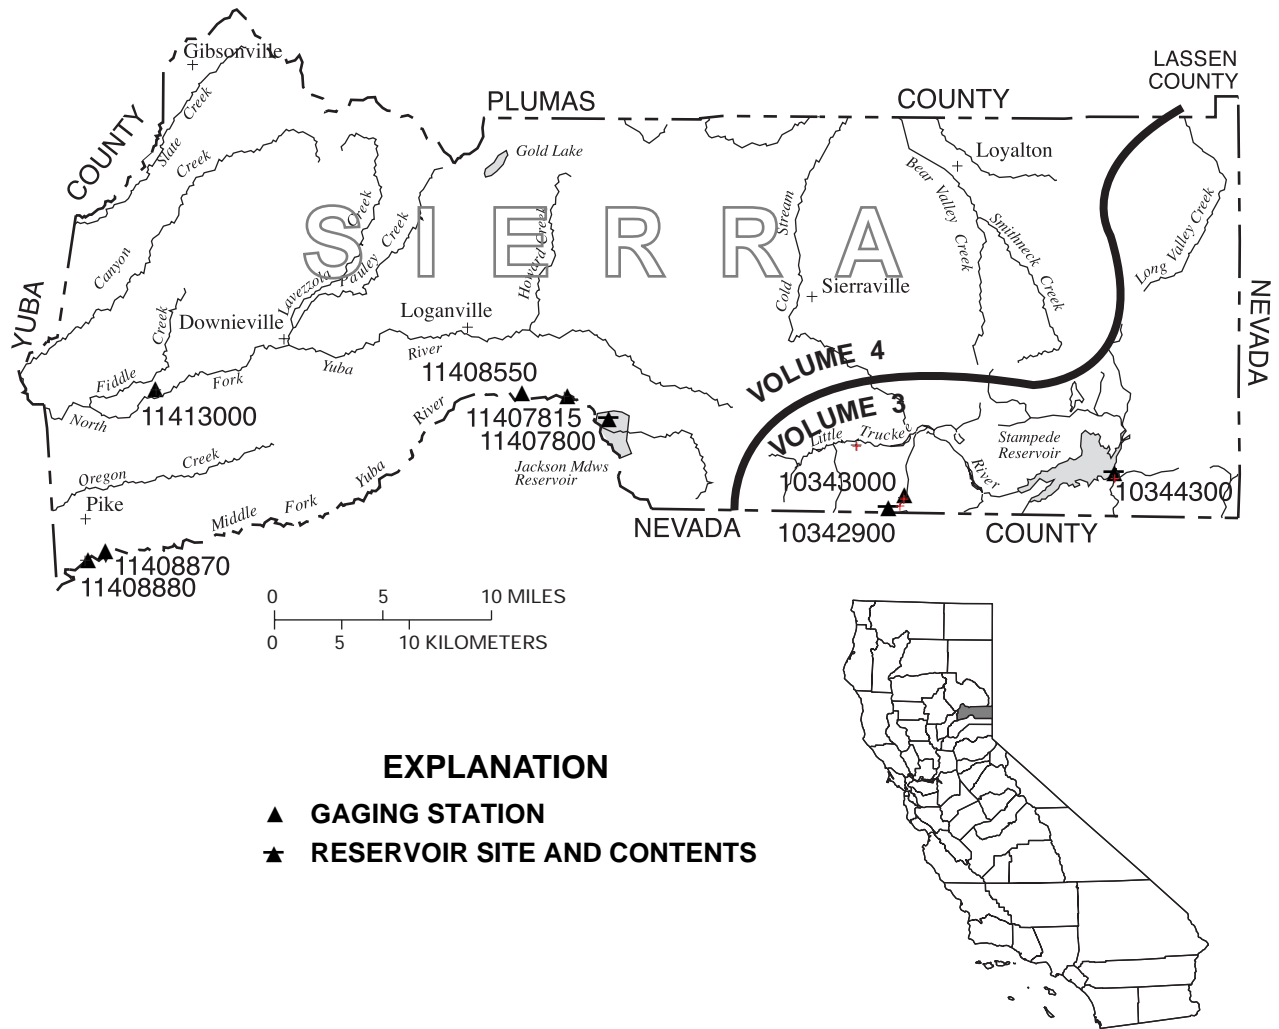 LASSEN
COUNTY
Gibsonville
PLUMAS
COUNTY
COUNTY
Slate
Creek
Creek
Canyon
Gold Lake
Loyalton
Bear
Valley
Creek
Smithneck
Creek
Long Valley Creek
SIERRA
Creek
Lavezzola
Creek
Pauley
Howard Creek
Stream
Cold
Sierraville
YUBA
NEVADA
Creek
Downieville
Loganville
River
Yuba
Fiddle
Fork
North
11413000
11408550
River
11407815
11407800
Jackson Mdws
Reservoir
VOLUME 4
VOLUME 3
Little
Truckee
River
Stampede
Reservoir
10343000
10344300
10342900
NEVADA
COUNTY
Oregon
Creek
Pike
Middle
Fork
Yuba
11408870
11408880
0 5 10 MILES
0 5 10 KILOMETERS
EXPLANATION
GAGING STATION
RESERVOIR SITE AND CONTENTS